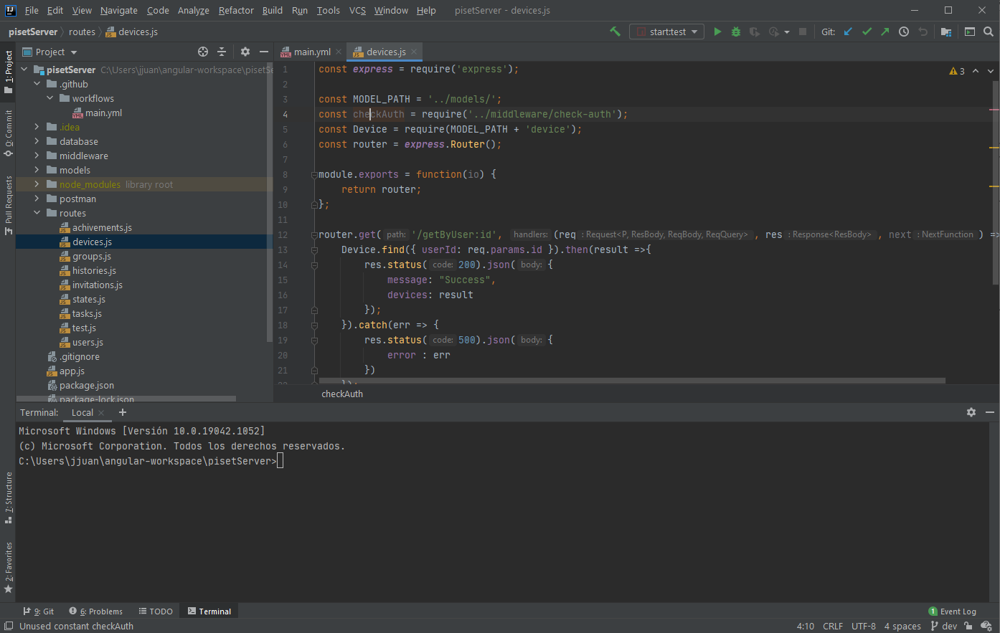 File Edit View Navigate Code Analyze Refactor Build Run Tools VCS Window Help pisetServer - devices.js
pisetServer routes devices.js
start:test Git:
1: Project
Commit
Pull Requests
7: Structure
2: Favorites
Project
pisetServer C:\Users\jjuan\angular-workspace\pisetSe
.github
workflows
main.yml
.idea
database
middleware
models
node_modules library root
postman
routes
achivements.js
devices.js
groups.js
histories.js
invitations.js
states.js
tasks.js
test.js
users.js
.gitignore
app.js
package.json
package-lock.json
main.yml devices.js
3
1 const express = require('express');
2
3 const MODEL_PATH = '../models/';
4 const checkAuth = require('../middleware/check-auth');
5 const Device = require(MODEL_PATH + 'device');
6 const router = express.Router();
7
8 module.exports = function(io) {
9 return router;
10 };
11
12 router.get( path: '/getByUser:id', handlers: (req : Request<P, ResBody, ReqBody, ReqQuery> , res : Response<ResBody> , next : NextFunction ) =>
13 Device.find({ userId: req.params.id }).then(result =>{
14 res.status( code: 200).json( body: {
15 message: "Success",
16 devices: result
17 });
18 }).catch(err => {
19 res.status( code: 500).json( body: {
20 error : err
21 })
22 });
checkAuth
Terminal: Local +
Microsoft Windows [Versión 10.0.19042.1052]
(c) Microsoft Corporation. Todos los derechos reservados.
C:\Users\jjuan\angular-workspace\pisetServer>
9: Git 6: Problems TODO Terminal 1 Event Log
Unused constant checkAuth 4:10 CRLF UTF-8 4 spaces dev